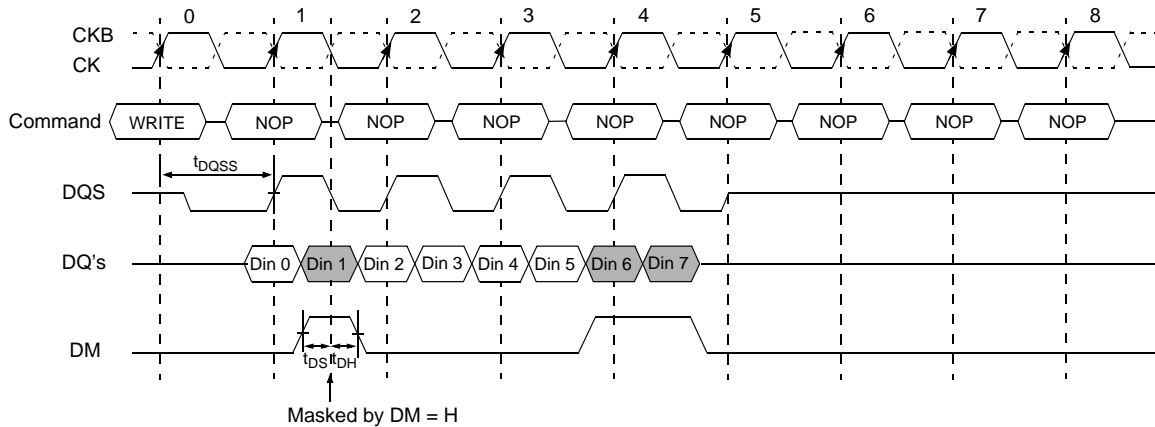 0 1 2 3 4 5 6 7 8
CKB
CK
Command WRITE NOP NOP NOP NOP NOP NOP NOP NOP
tDQSS
DQS
DQ's Din 0 Din 1 Din 2 Din 3 Din 4 Din 5 Din 6 Din 7
DM
tDS tDH
Masked by DM = H